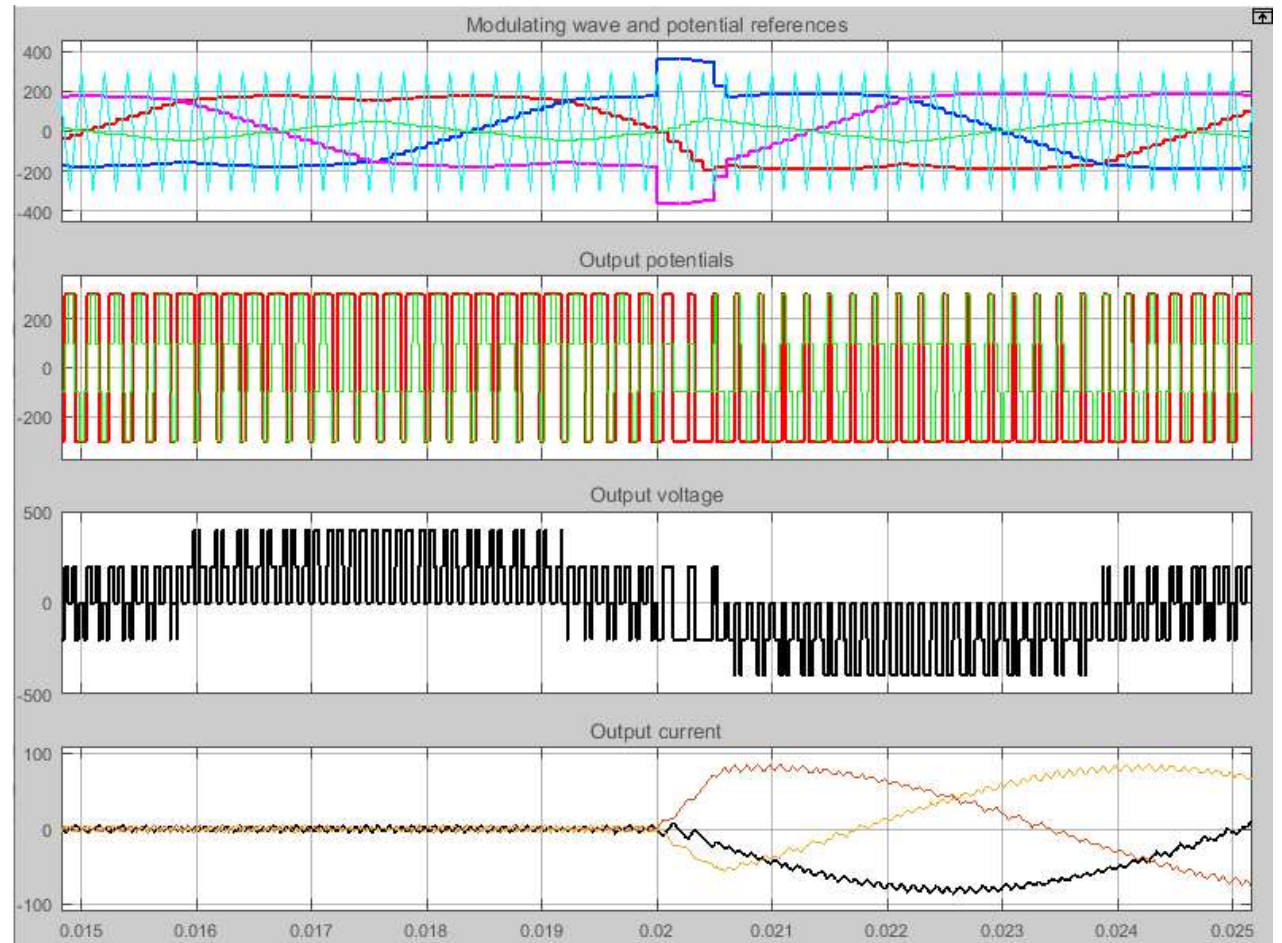 Modulating wave and potential references
400
200
0
-200
-400
Output potentials
200
0
-200
Output voltage
500
0
-500
Output current
100
0
-100
0.015 0.016 0.017 0.018 0.019 0.02 0.021 0.022 0.023 0.024 0.025